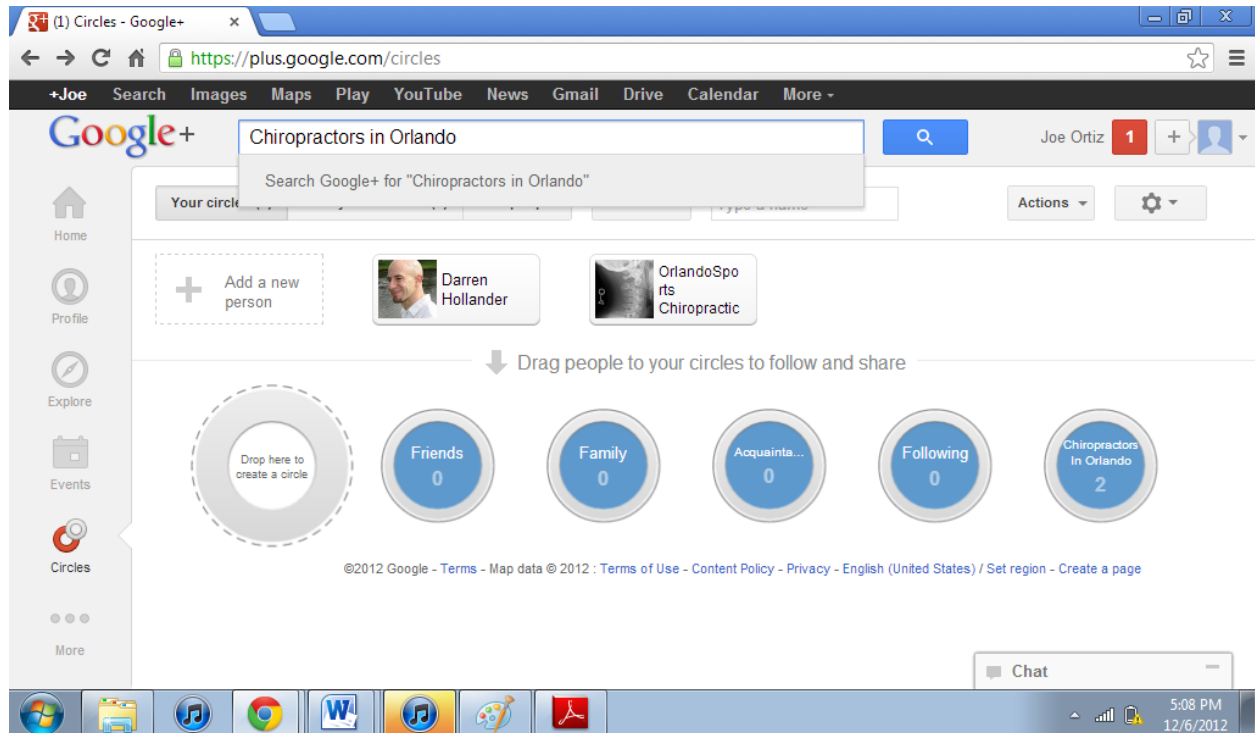 (1) Circles - Google+
https://plus.google.com/circles
+Joe Search Images Maps Play YouTube News Gmail Drive Calendar More
Google+ Chiropractors in Orlando Joe Ortiz 1 +
Search Google+ for "Chiropractors in Orlando"
Your Actions
Home
Add a new person
Darren Hollander
OrlandoSpo
rts
Chiropractic
Profile
Drag people to your circles to follow and share
Explore
Drop here to
create a circle
Friends
0
Family
0
Acquainta...
0
Following
0
Chiropractors
In Orlando
2
Events
Circles
©2012 Google - Terms - Map data © 2012 : Terms of Use - Content Policy - Privacy - English (United States) / Set region - Create a page
More
Chat
5:08 PM
12/6/2012